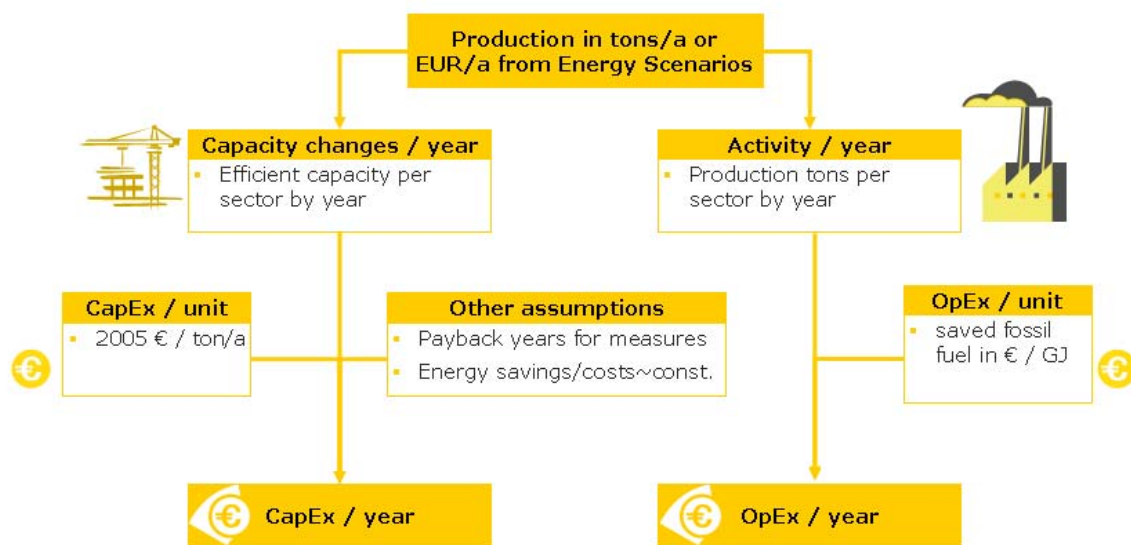 Production in tons/a or
EUR/a from Energy Scenarios
Capacity changes / year
▪ Efficient capacity per
sector by year
Activity / year
▪ Production tons per
sector by year
CapEx / unit
▪ 2005 € / ton/a
Other assumptions
▪ Payback years for measures
▪ Energy savings/costs~const.
OpEx / unit
▪ saved fossil
fuel in € / GJ
€
€
€ CapEx / year
€ OpEx / year